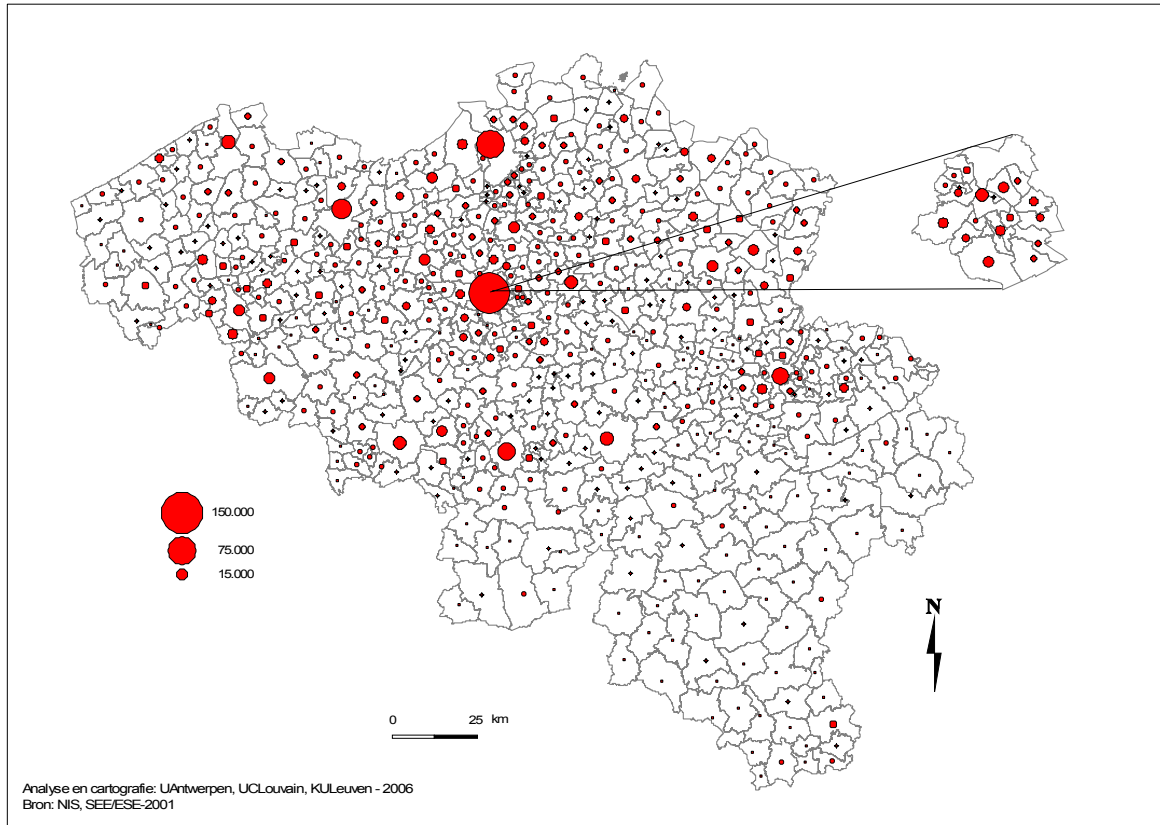 150.000
75.000
15.000
N
0 25 km
Analyse en cartografie: UAntwerpen, UCLouvain, KULeuven - 2006
Bron: NIS, SEE/ESE-2001